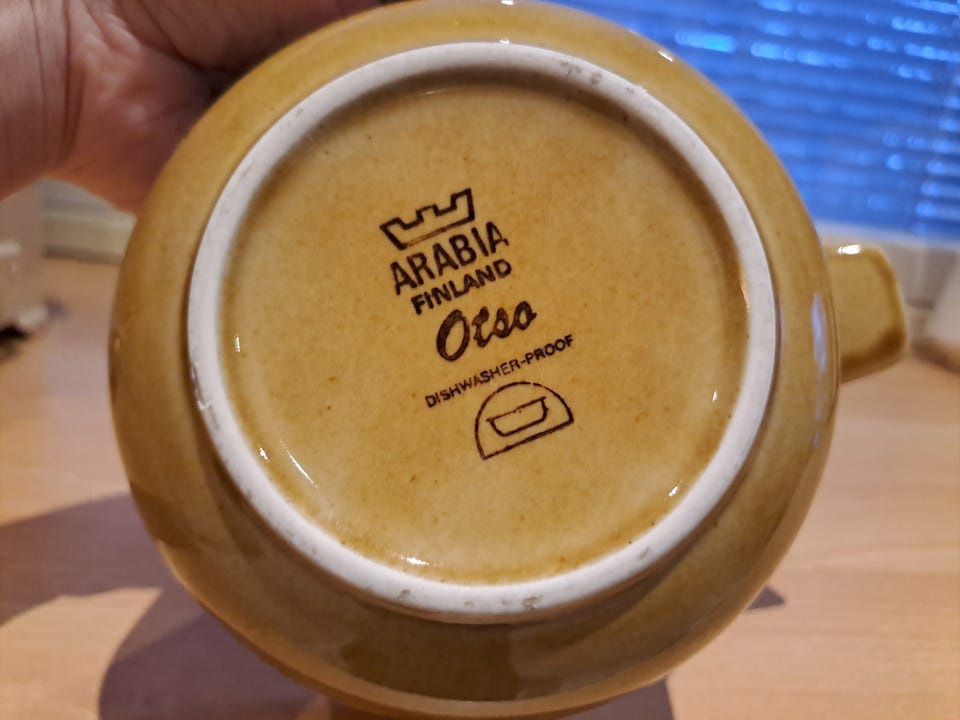 ARABIA
FINLAND
Otso
DISHWASHER-PROOF